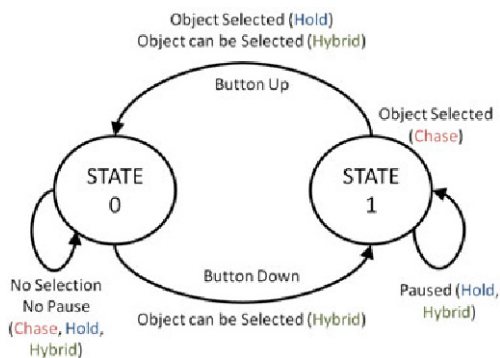 Object Selected (Hold)
Object can be Selected (Hybrid)
Button Up
Object Selected
(Chase)
STATE
0
STATE
1
No Selection
No Pause
(Chase, Hold,
Hybrid)
Button Down
Object can be Selected (Hybrid)
Paused (Hold,
Hybrid)